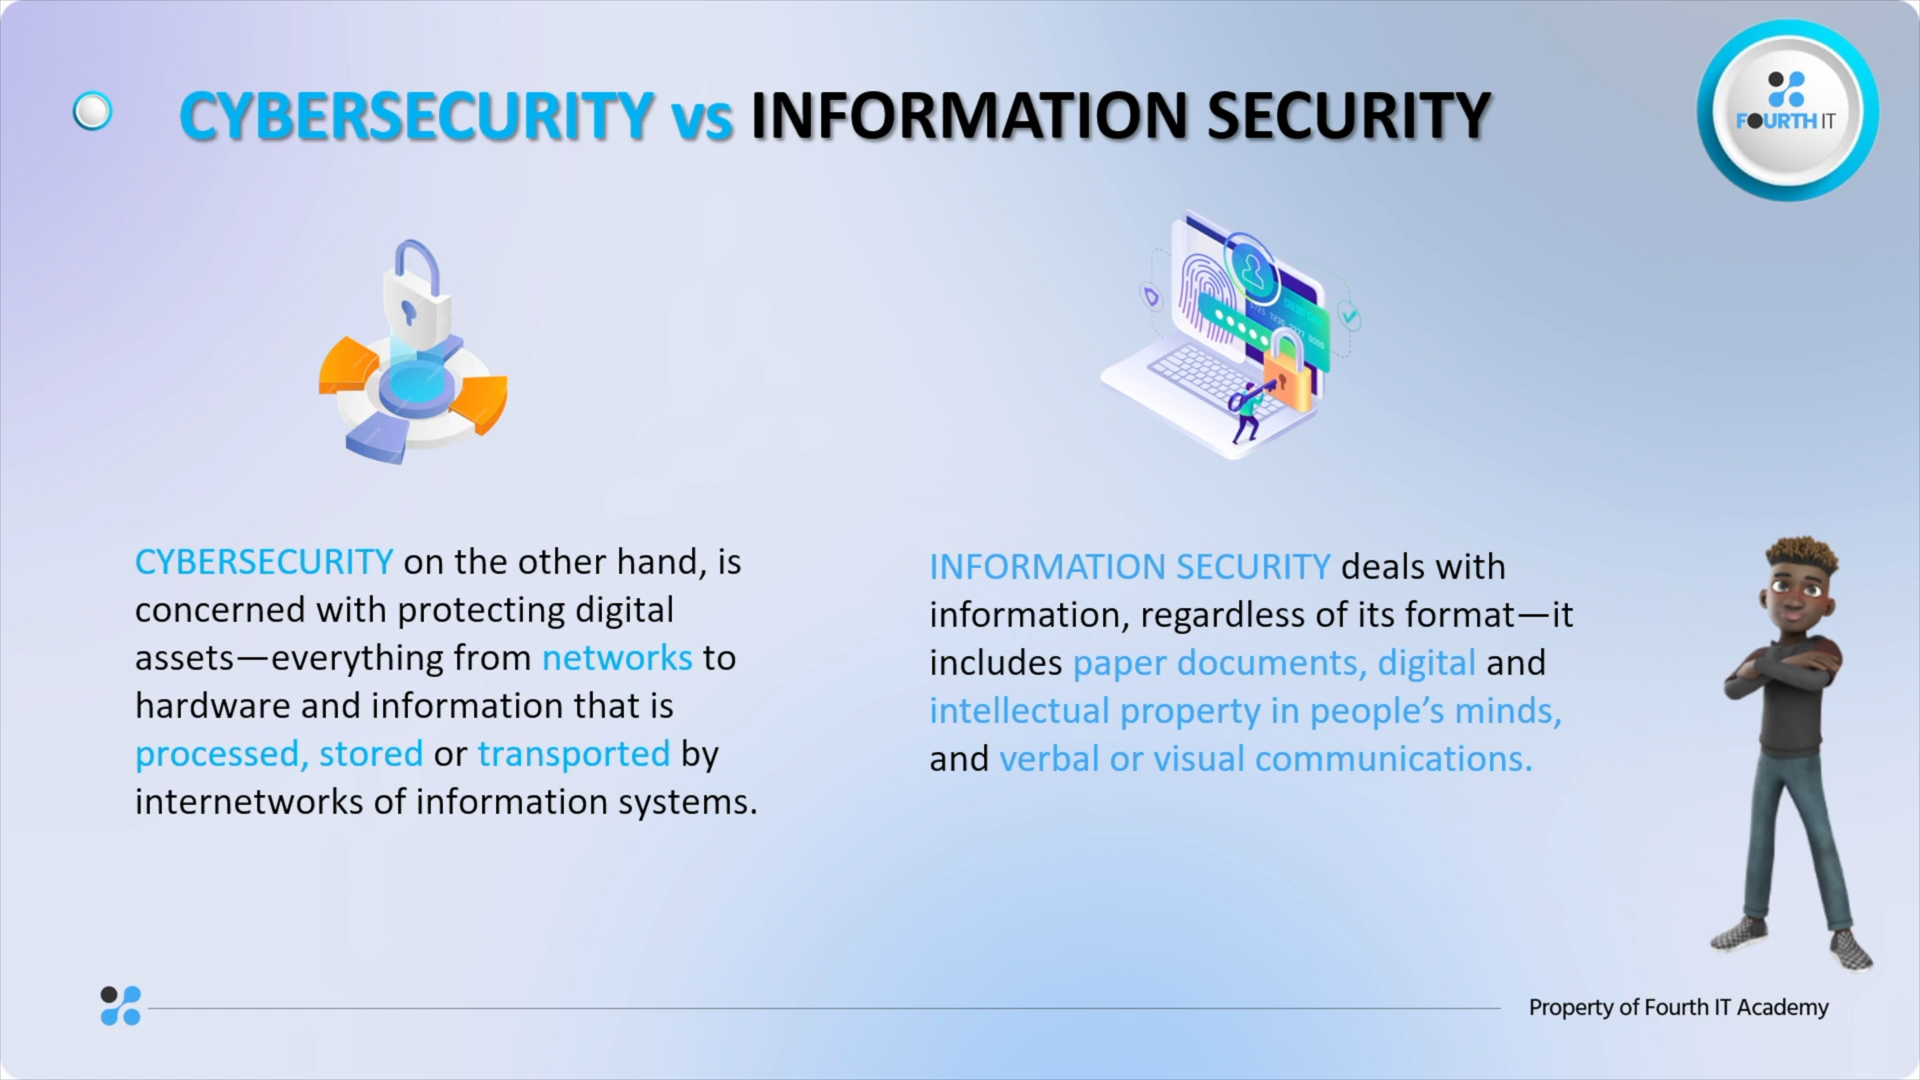 CYBERSECURITY vs INFORMATION SECURITY
FOURTH IT
CYBERSECURITY on the other hand, is
concerned with protecting digital
assets—everything from networks to
hardware and information that is
processed, stored or transported by
internetworks of information systems.
INFORMATION SECURITY deals with
information, regardless of its format—it
includes paper documents, digital and
intellectual property in people’s minds,
and verbal or visual communications.
Property of Fourth IT Academy